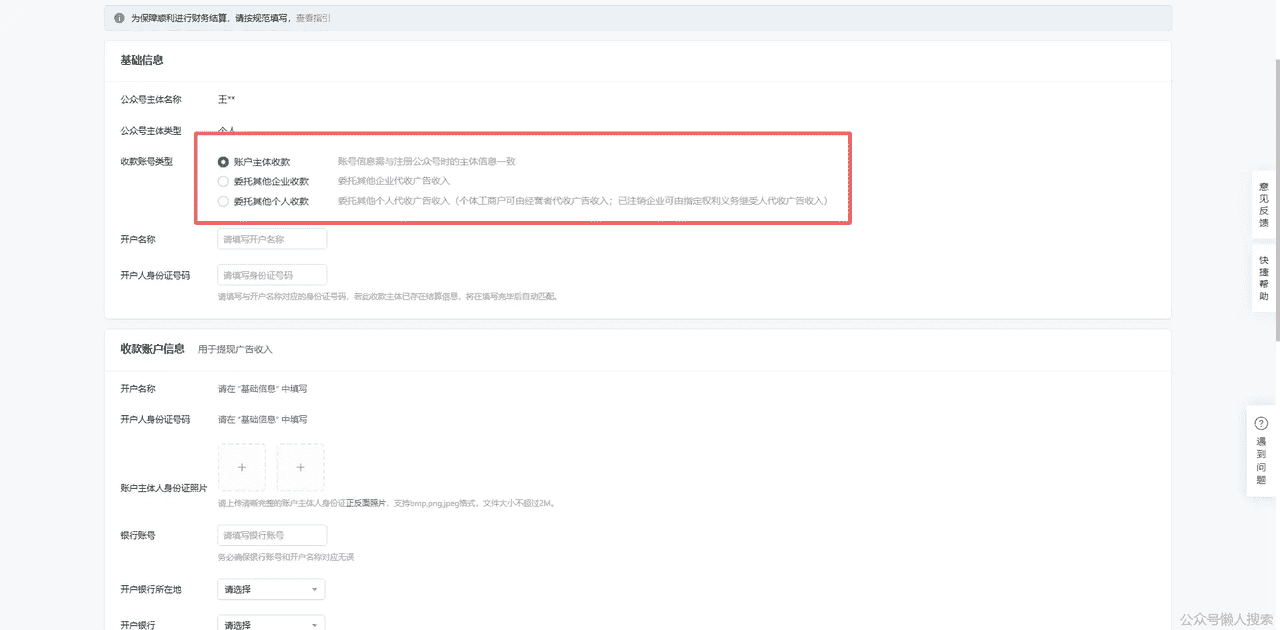 为保障顺利进行财务结算，请按规范填写，查看指引
基础信息
公众号主体名称 王**
公众号主体类型 个人
收款账号类型 账户主体收款 账号信息需与注册公众号时的主体信息一致
委托其他企业收款 委托其他企业代收广告收入
委托其他个人收款 委托其他个人代收广告收入（个体工商户可由经营者代收广告收入；已注销企业可由指定权利义务继受人代收广告收入）
开户名称 请填写开户名称
开户人身份证号码 请填写身份证号码
请填写与开户名称对应的身份证号码，若此收款主体已存在结算信息，将在填写完毕后自动匹配。
收款账户信息 用于提现广告收入
开户名称 请在 "基础信息" 中填写
开户人身份证号码 请在 "基础信息" 中填写
账户主体人身份证照片
请上传清晰完整的账户主体人身份证正反面照片，支持bmp,png,jpeg格式，文件大小不超过2M。
银行账号 请填写银行账号
务必确保银行账号和开户名称对应无误
开户银行所在地 请选择
开户银行 请选择
意见反馈
快捷帮助
遇到问题
公众号懒人搜索